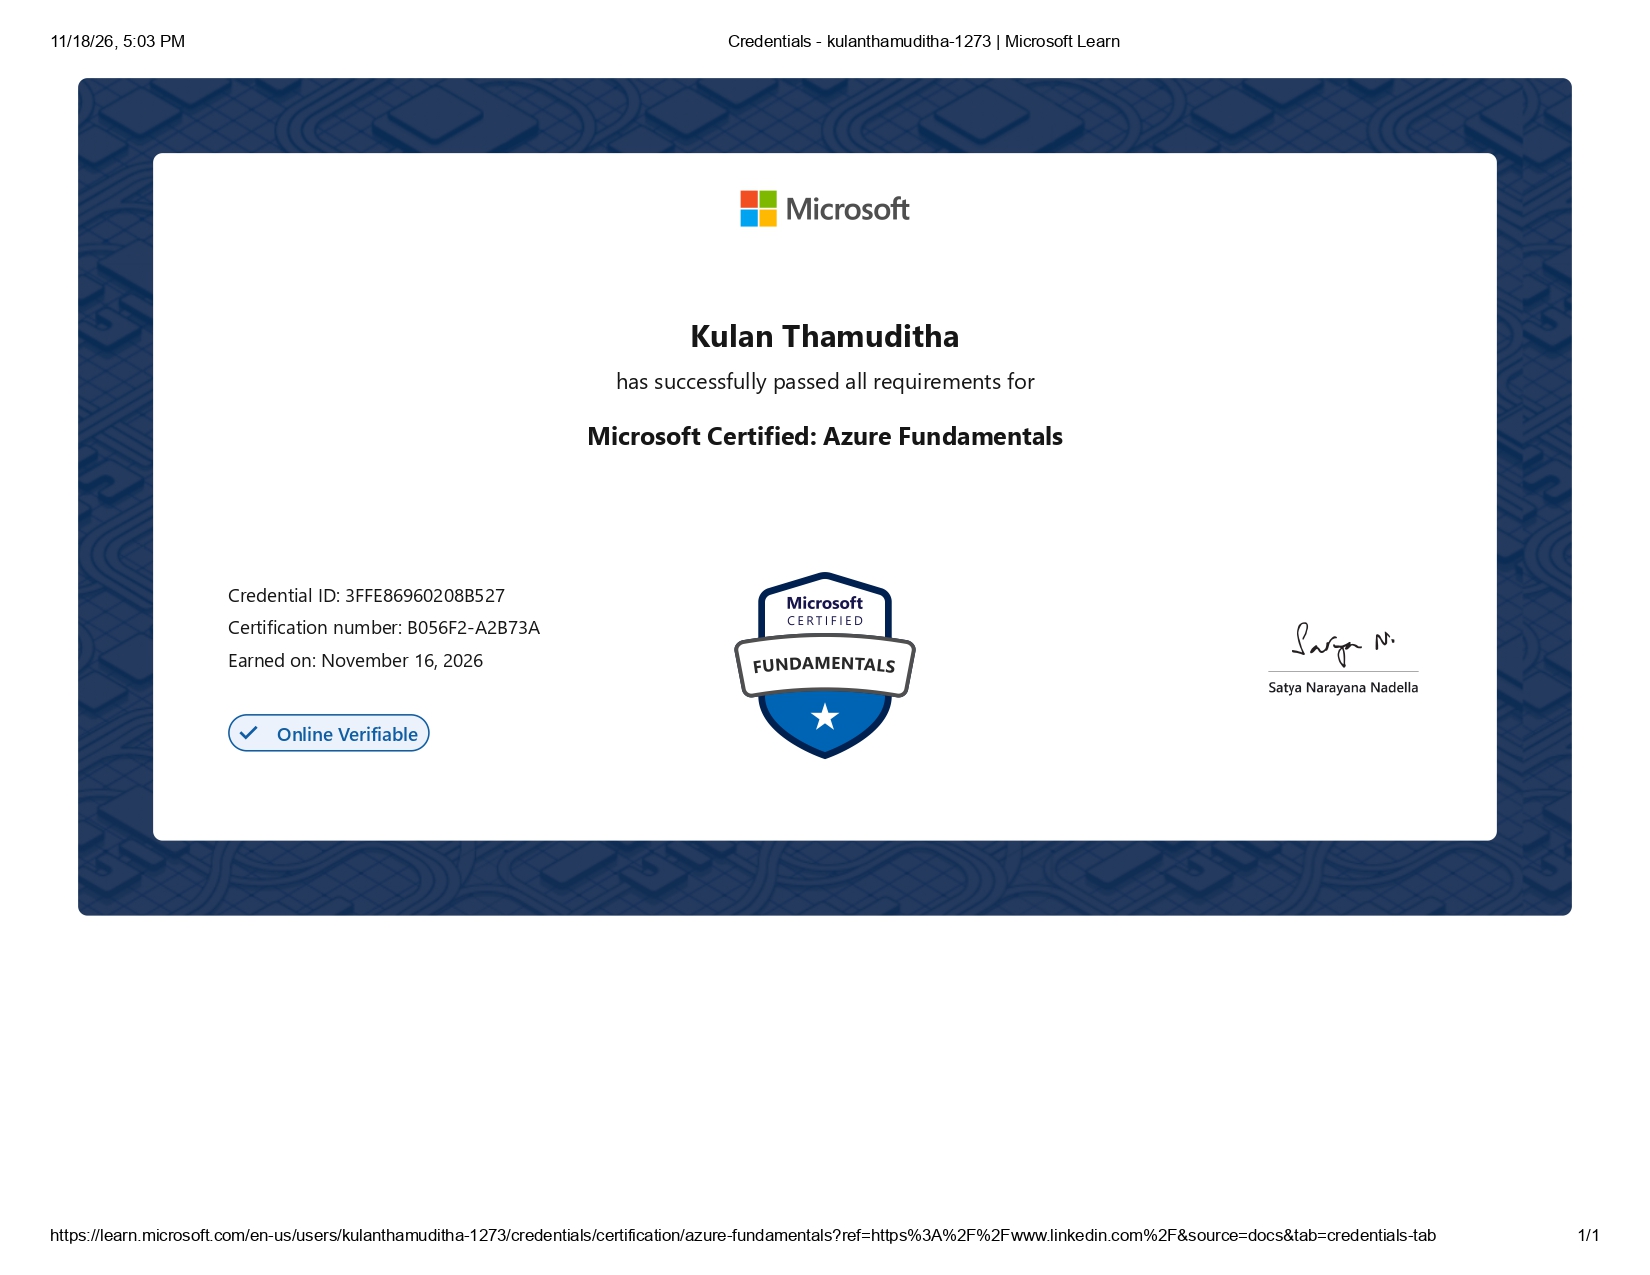 11/18/26, 5:03 PM
Credentials - kulanthamuditha-1273 | Microsoft Learn
Microsoft
Kulan Thamuditha
has successfully passed all requirements for
Microsoft Certified: Azure Fundamentals
Credential ID: 3FFE86960208B527
Certification number: B056F2-A2B73A
Earned on: November 16, 2026
Online Verifiable
Microsoft
CERTIFIED
FUNDAMENTALS
Satya N.
Satya Narayana Nadella
https://learn.microsoft.com/en-us/users/kulanthamuditha-1273/credentials/certification/azure-fundamentals?ref=https%3A%2F%2Fwww.linkedin.com%2F&source=docs&tab=credentials-tab
1/1